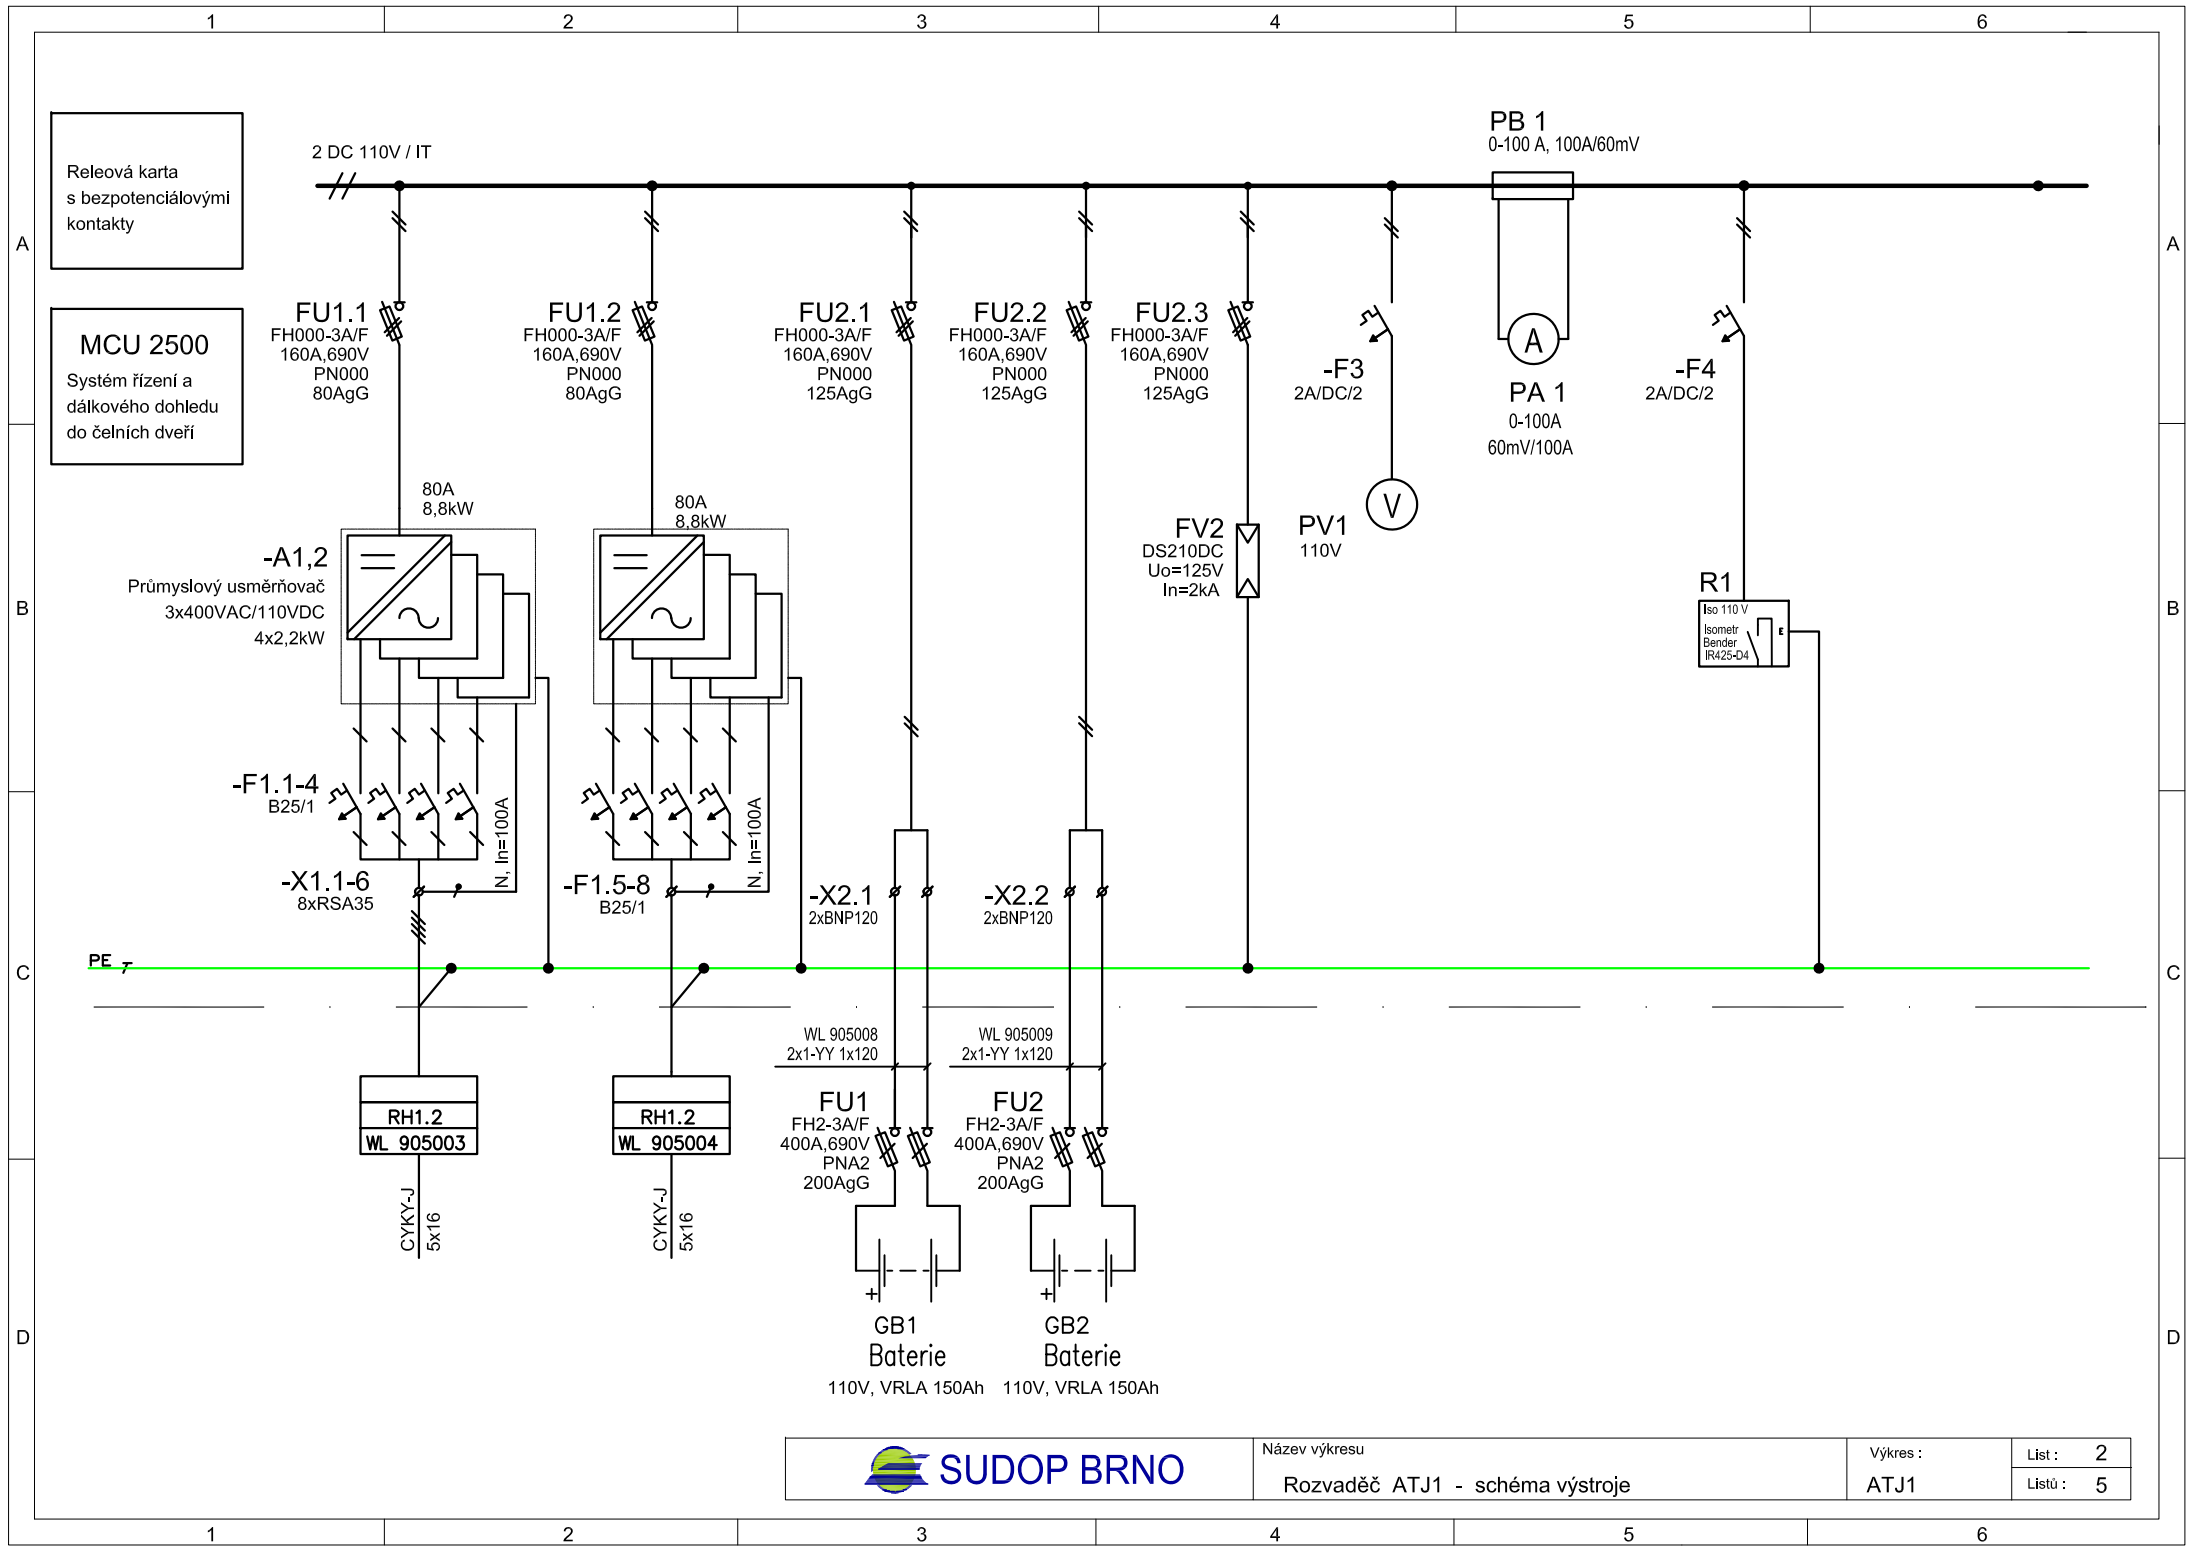 1 2 3 4 5 6
A
A
B
B
C
C
D
D
Releová karta
s bezpotenciálovými
kontakty
MCU 2500
Systém řízení a
dálkového dohledu
do čelních dveří
2 DC 110V / IT
PB 1
0-100 A, 100A/60mV
FU1.1
FH000-3A/F
160A,690V
PN000
80AgG
FU1.2
FH000-3A/F
160A,690V
PN000
80AgG
FU2.1
FH000-3A/F
160A,690V
PN000
125AgG
FU2.2
FH000-3A/F
160A,690V
PN000
125AgG
FU2.3
FH000-3A/F
160A,690V
PN000
125AgG
-F3
2A/DC/2
A
PA 1
0-100A
60mV/100A
-F4
2A/DC/2
80A
8,8kW
80A
8,8kW
-A1,2
Průmyslový usměrňovač
3x400VAC/110VDC
4x2,2kW
FV2
DS210DC
Uo=125V
In=2kA
V
PV1
110V
R1
Iso 110 V
Isometr
Bender
IR425-D4
E
-F1.1-4
B25/1
N, In=100A
N, In=100A
-X1.1-6
8xRSA35
-F1.5-8
B25/1
-X2.1
2xBNP120
-X2.2
2xBNP120
PE
WL 905008
2x1-YY 1x120
WL 905009
2x1-YY 1x120
RH1.2
WL 905003
RH1.2
WL 905004
FU1
FH2-3A/F
400A,690V
PNA2
200AgG
FU2
FH2-3A/F
400A,690V
PNA2
200AgG
CYKY-J
5x16
CYKY-J
5x16
+
+
GB1
Baterie
110V, VRLA 150Ah
GB2
Baterie
110V, VRLA 150Ah
SUDOP BRNO
Název výkresu
Rozvaděč ATJ1 - schéma výstroje
Výkres :
ATJ1
List : 2
Listů : 5
1 2 3 4 5 6